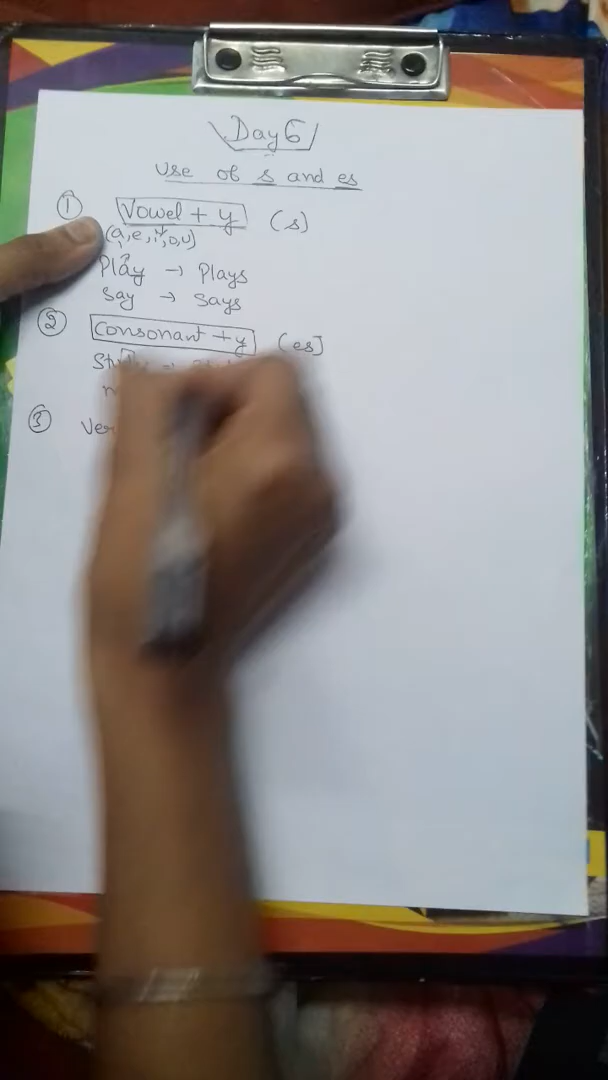 Day 6
Use of s and es
① Vowel + y (s)
(a, e, i, o, u)
Play → Plays
Say → Says
② Consonant + y (es]
③